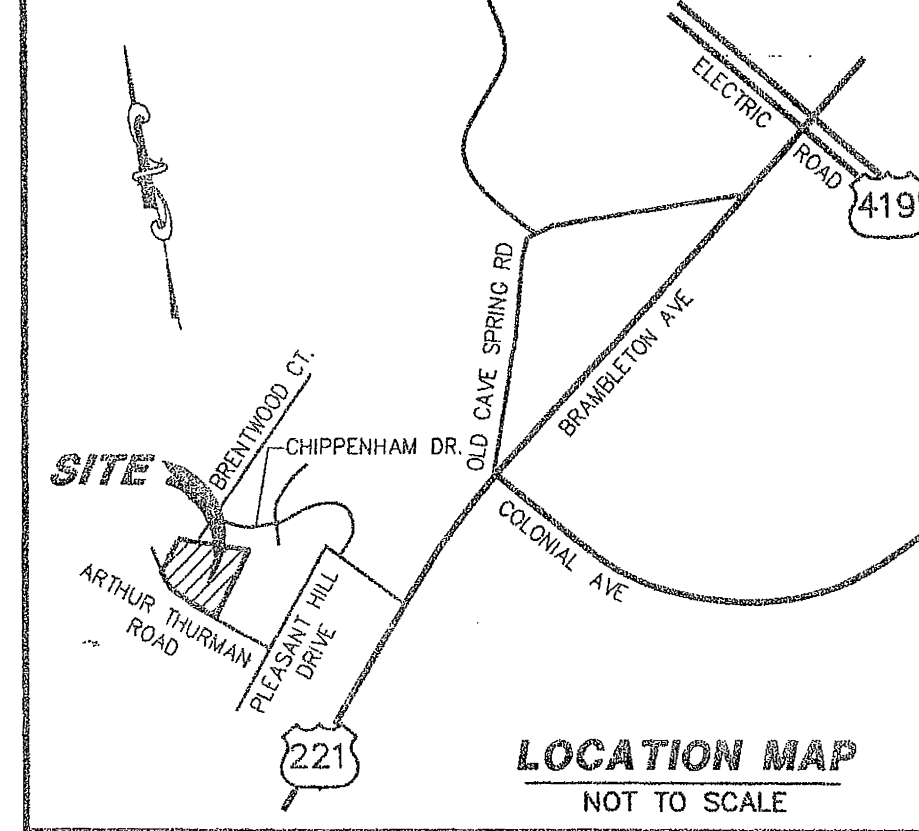 ELECTRIC
ROAD
419
OLD CAVE SPRING RD
BRAMBLETON AVE
BRENTWOOD CT.
CHIPPENHAM DR.
SITE
COLONIAL AVE
ARTHUR THURMAN
ROAD
PLEASANT HILL
DRIVE
221
LOCATION MAP
NOT TO SCALE